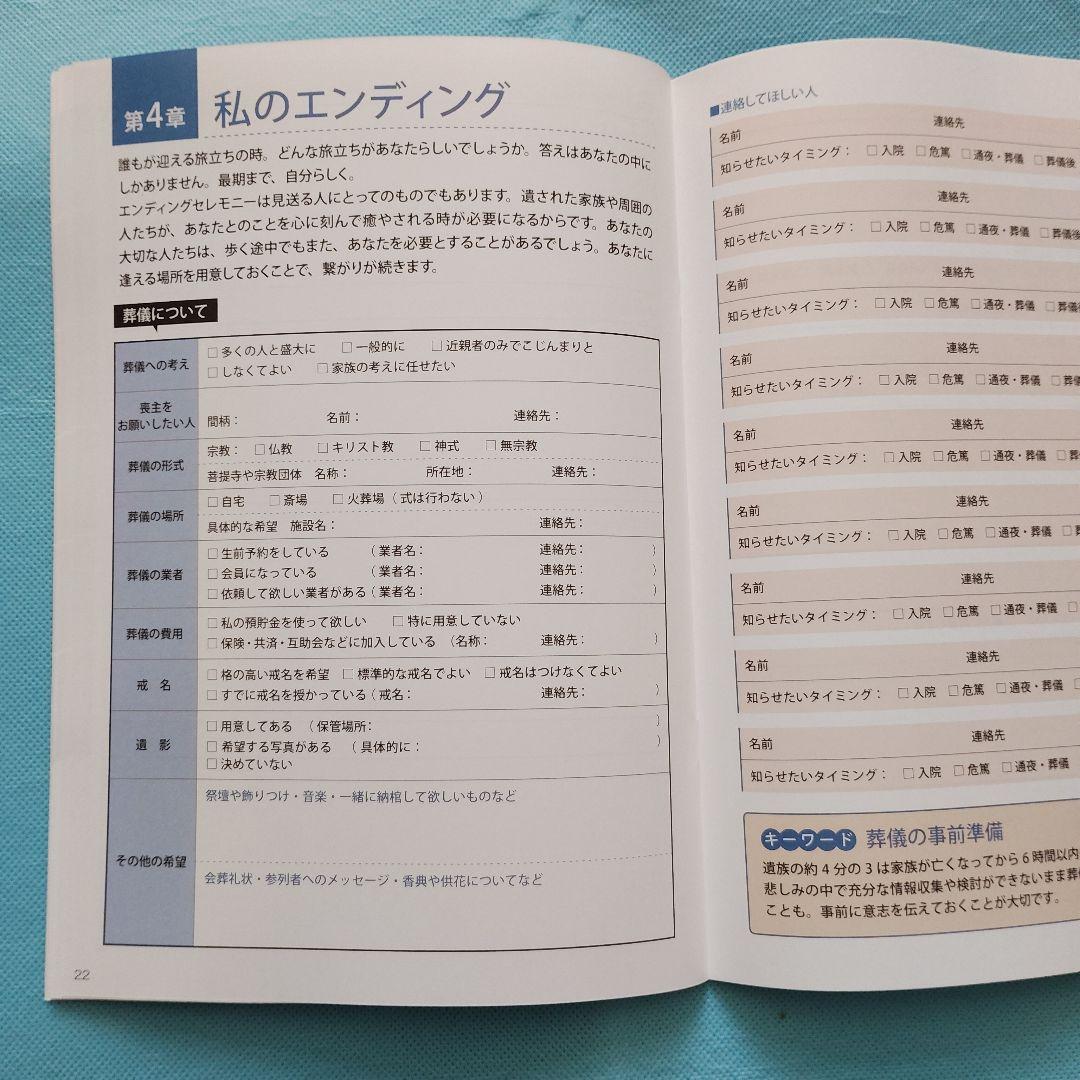 第4章 私のエンディング
誰もが迎える旅立ちの時。どんな旅立ちがあなたらしいでしょうか。答えはあなたの中に
しかありません。最期まで、自分らしく。
エンディングセレモニーは見送る人にとってのものでもあります。遺された家族や周囲の
人たちが、あなたとのことを心に刻んで癒やされる時が必要になるからです。あなたの
大切な人たちは、歩く途中でもまた、あなたを必要とすることがあるでしょう。あなたに
逢える場所を用意しておくことで、繋がりが続きます。
葬儀について
葬儀への考え
□多くの人と盛大に □一般的に □近親者のみでこじんまりと
□しなくてよい □家族の考えに任せたい
喪主を
お願いしたい人
間柄： 名前： 連絡先：
葬儀の形式
宗教： □仏教 □キリスト教 □神式 □無宗教
菩提寺や宗教団体 名称： 所在地： 連絡先：
葬儀の場所
□自宅 □斎場 □火葬場（式は行わない）
具体的な希望 施設名： 連絡先：
葬儀の業者
□生前予約をしている （業者名： 連絡先： ）
□会員になっている （業者名： 連絡先： ）
□依頼して欲しい業者がある（業者名： 連絡先： ）
葬儀の費用
□私の預貯金を使って欲しい □特に用意していない
□保険・共済・互助会などに加入している （名称： 連絡先： ）
戒 名
□格の高い戒名を希望 □標準的な戒名でよい □戒名はつけなくてよい
□すでに戒名を授かっている（戒名： 連絡先： ）
遺 影
□用意してある （保管場所： ）
□希望する写真がある （具体的に： ）
□決めていない
その他の希望
祭壇や飾りつけ・音楽・一緒に納棺して欲しいものなど
会葬礼状・参列者へのメッセージ・香典や供花についてなど
22
■連絡してほしい人
名前 連絡先
知らせたいタイミング： □入院 □危篤 □通夜・葬儀 □葬儀後
名前 連絡先
知らせたいタイミング： □入院 □危篤 □通夜・葬儀 □葬儀後
名前 連絡先
知らせたいタイミング： □入院 □危篤 □通夜・葬儀 □葬儀
名前 連絡先
知らせたいタイミング： □入院 □危篤 □通夜・葬儀 □葬
名前 連絡先
知らせたいタイミング： □入院 □危篤 □通夜・葬儀 □
名前 連絡先
知らせたいタイミング： □入院 □危篤 □通夜・葬儀 □
名前 連絡先
知らせたいタイミング： □入院 □危篤 □通夜・葬儀 □
名前 連絡先
知らせたいタイミング： □入院 □危篤 □通夜・葬儀
名前 連絡先
知らせたいタイミング： □入院 □危篤 □通夜・葬儀
キーワード 葬儀の事前準備
遺族の約4分の3は家族が亡くなってから6時間以内
悲しみの中で充分な情報収集や検討ができないまま葬
ことも。事前に意志を伝えておくことが大切です。